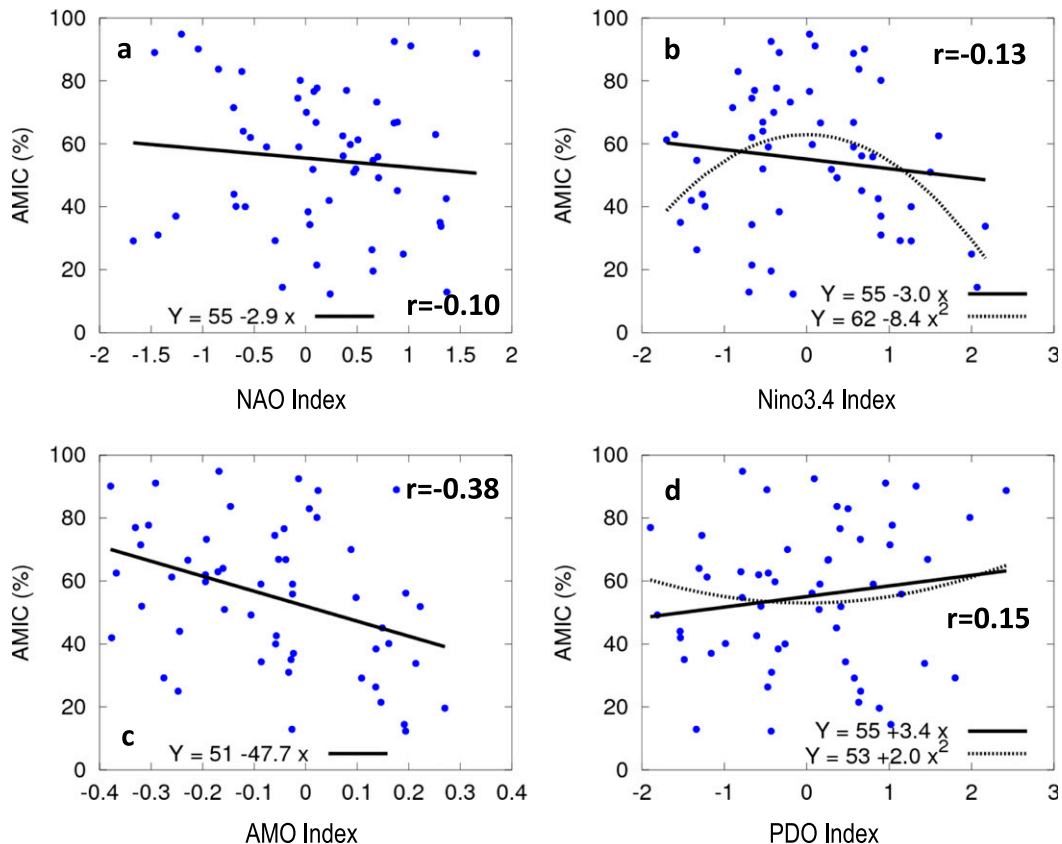 a
r=-0.10
Y = 55 -2.9 x
AMIC (%)
100
80
60
40
20
0
-2 -1.5 -1 -0.5 0 0.5 1 1.5 2
NAO Index
b
r=-0.13
Y = 55 -3.0 x
Y = 62 -8.4 x²
AMIC (%)
100
80
60
40
20
0
-2 -1 0 1 2 3
Nino3.4 Index
r=-0.38
c
Y = 51 -47.7 x
AMIC (%)
100
80
60
40
20
0
-0.4 -0.3 -0.2 -0.1 0 0.1 0.2 0.3 0.4
AMO Index
d
r=0.15
Y = 55 +3.4 x
Y = 53 +2.0 x²
AMIC (%)
100
80
60
40
20
0
-2 -1 0 1 2 3
PDO Index